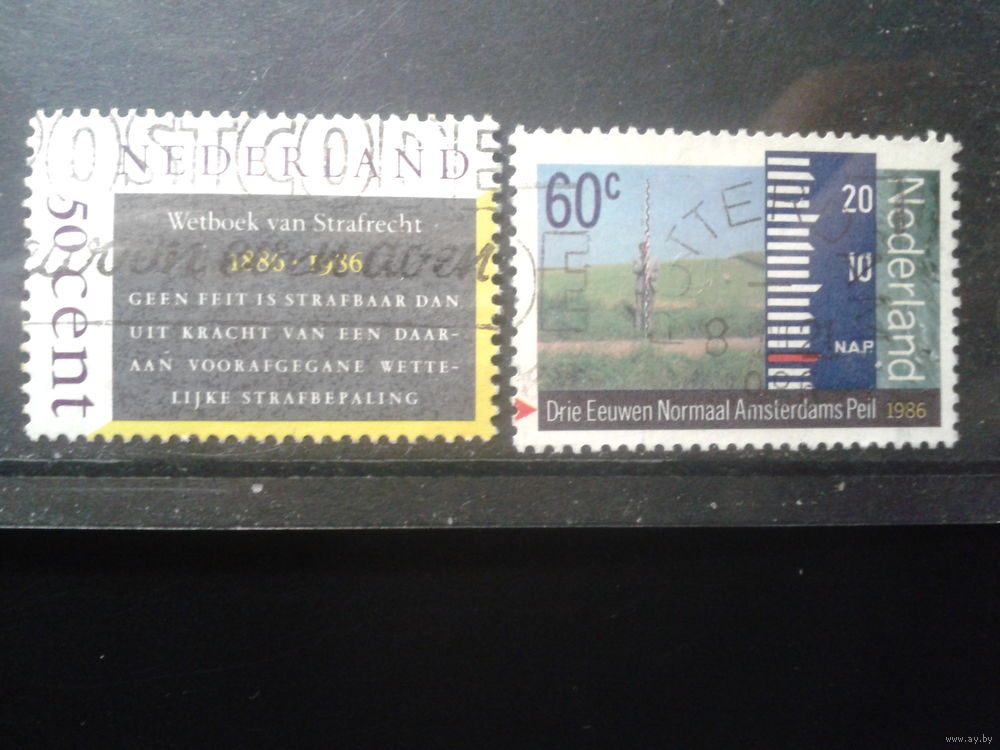 NEDERLAND
50 cent
Wetboek van Strafrecht
1886 · 1986
GEEN FEIT IS STRAFBAAR DAN
UIT KRACHT VAN EEN DAAR-
AAN VOORAFGEGANE WETTE-
LIJKE STRAFBEPALING
POSTCODE
60c
20
10
N.A.P.
Nederland
Drie Eeuwen Normaal Amsterdams Peil 1986
www.ay.by